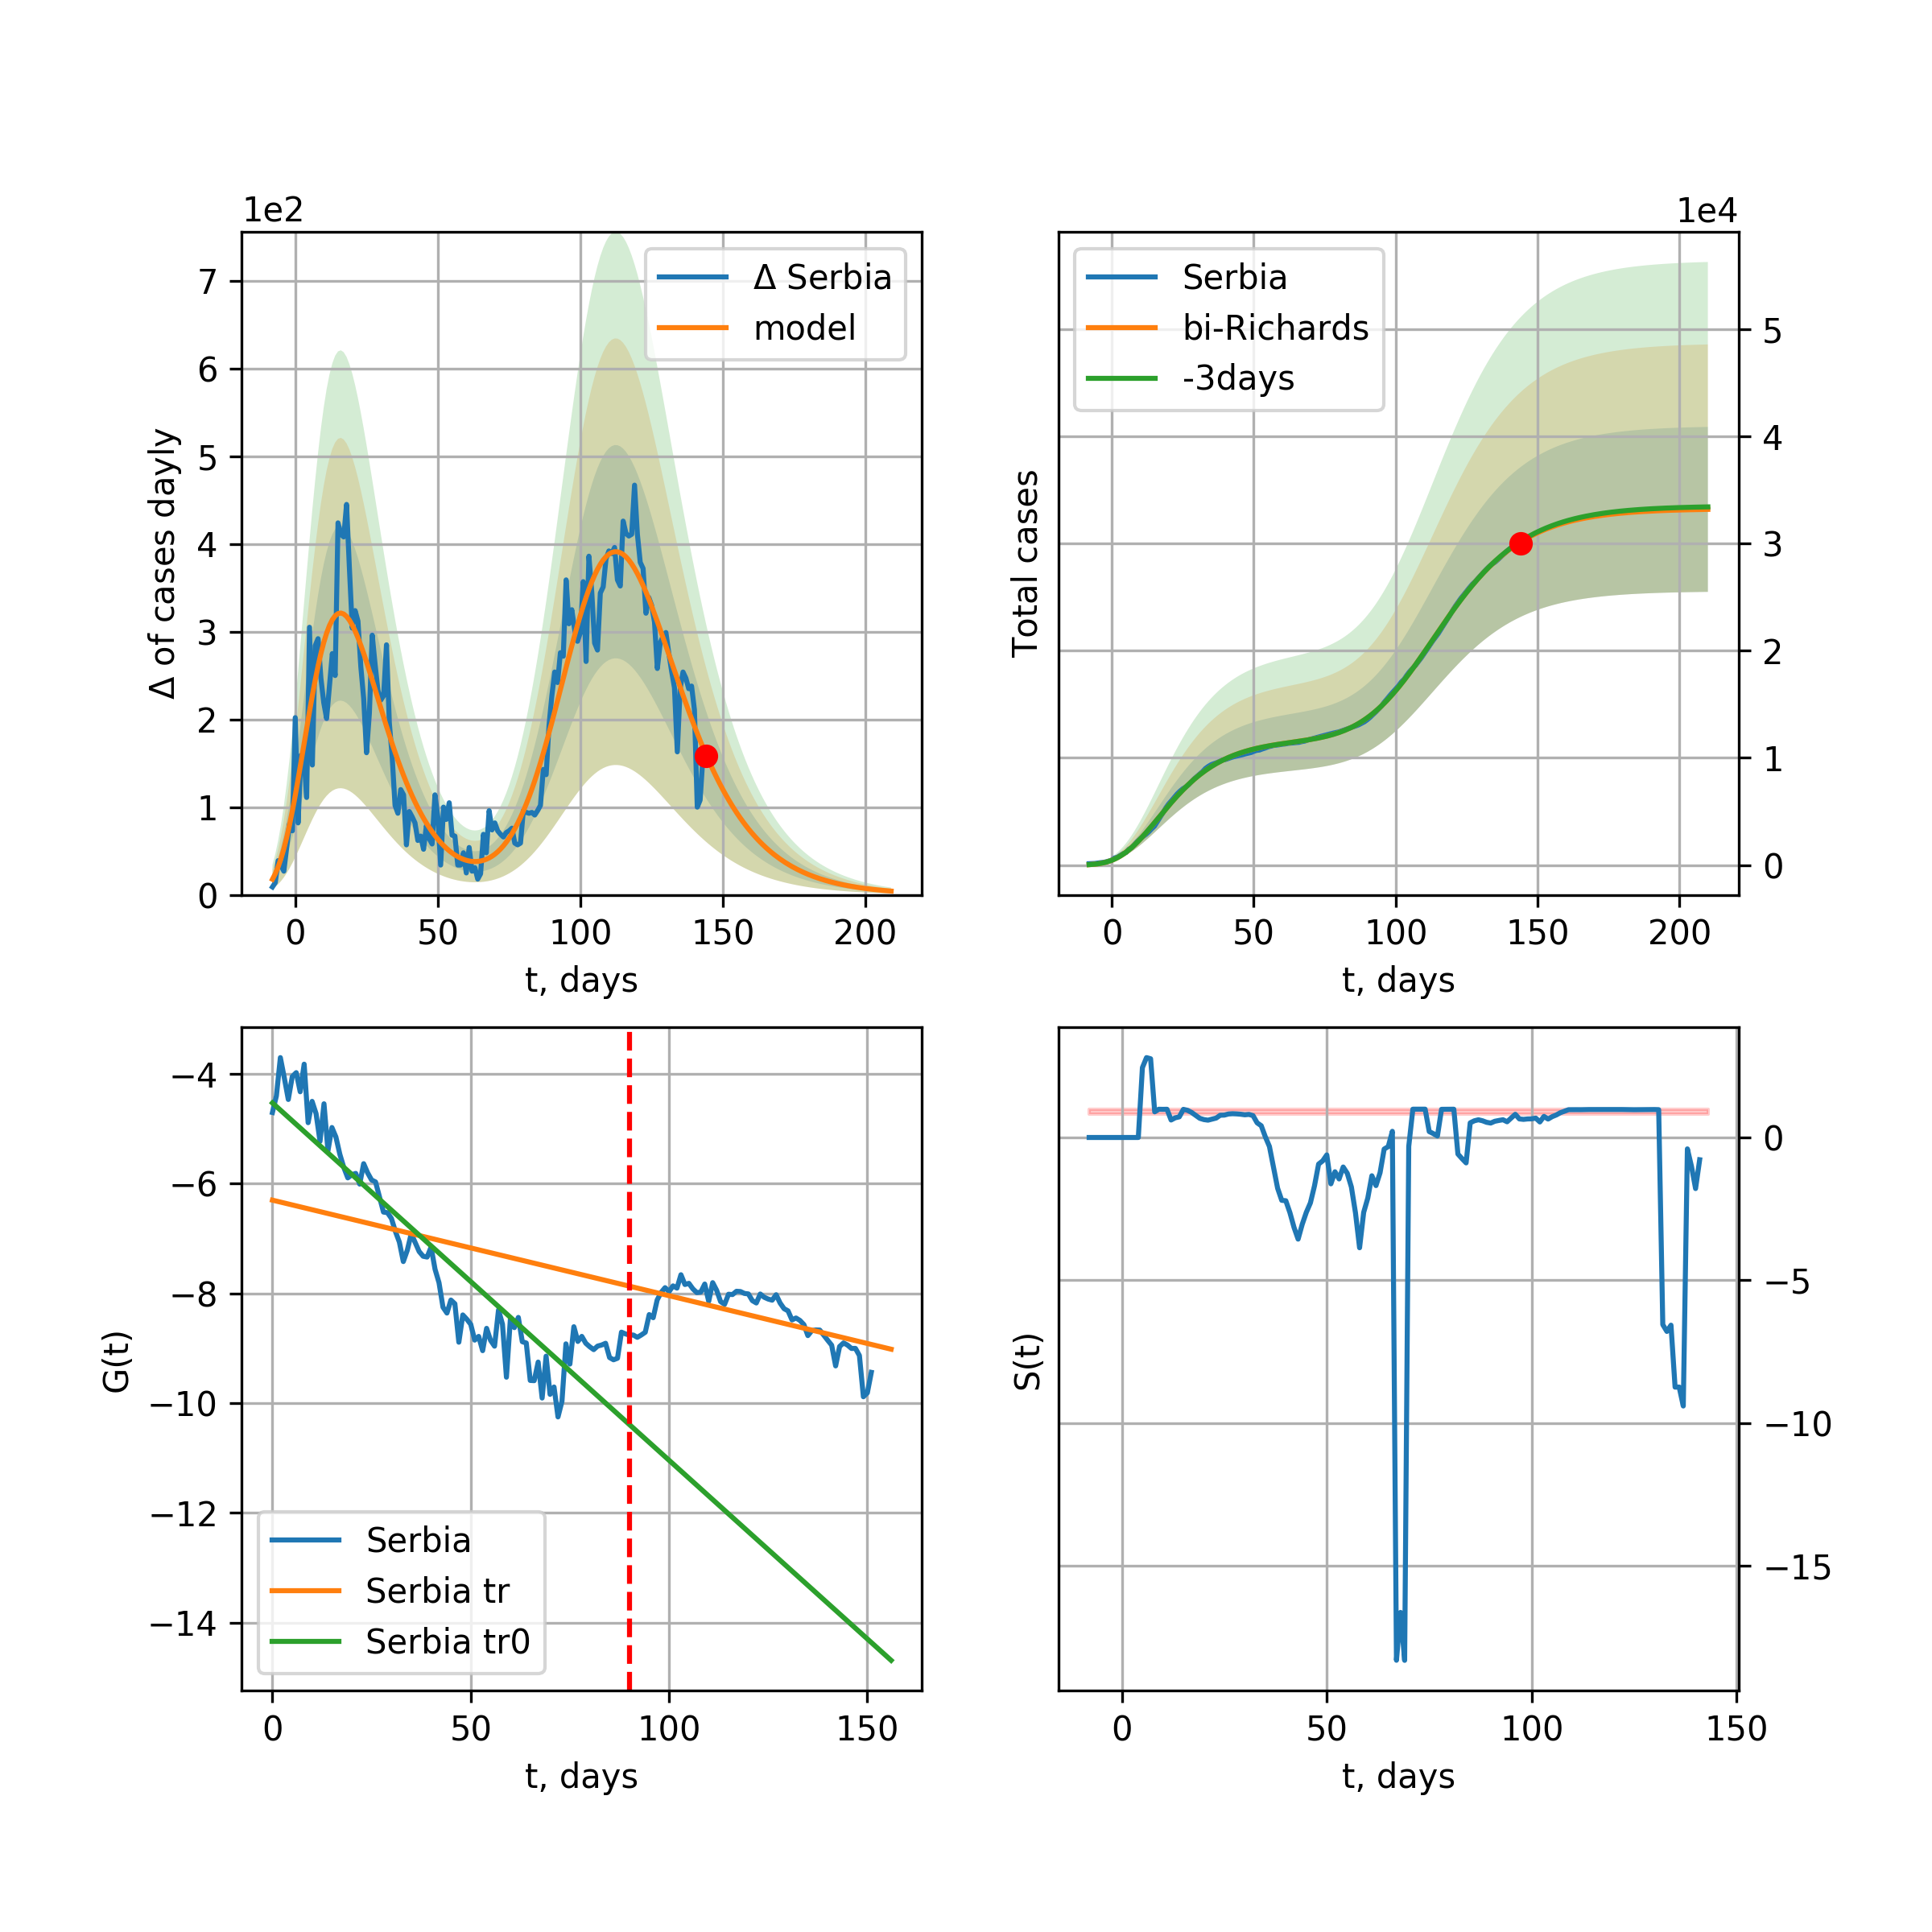 1e2
Δ of cases dayly
7
6
5
4
3
2
1
0
Δ Serbia
model
0 50 100 150 200
t, days
1e4
Total cases
Serbia
bi-Richards
-3days
5
4
3
2
1
0
0 50 100 150 200
t, days
G(t)
−4
−6
−8
−10
−12
−14
Serbia
Serbia tr
Serbia tr0
0 50 100 150
t, days
S(t)
0
−5
−10
−15
0 50 100 150
t, days